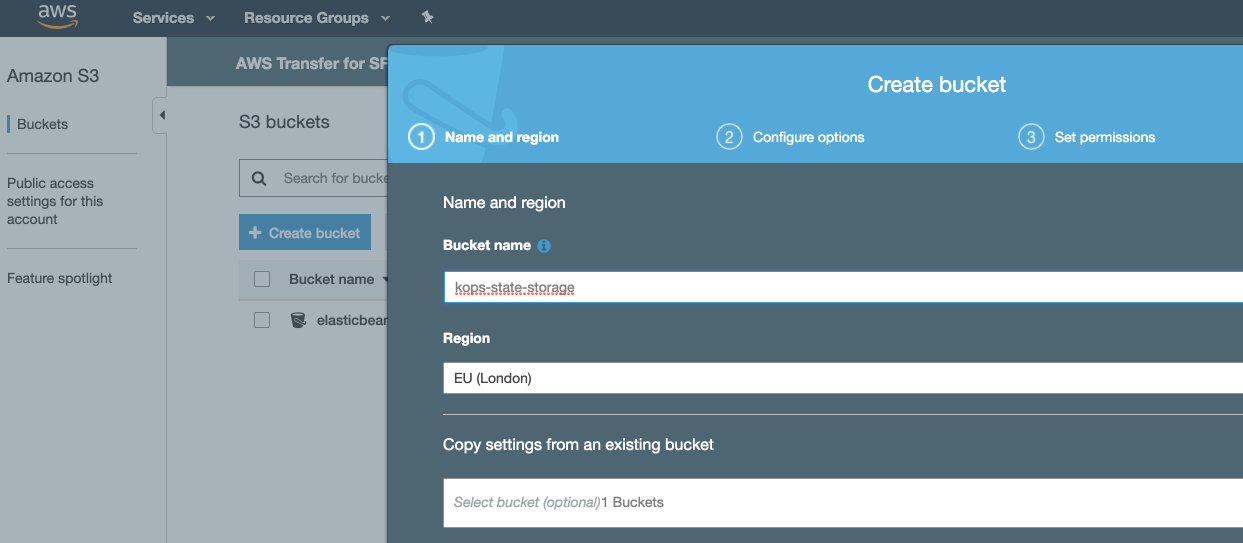 aws Services Resource Groups
Amazon S3
Buckets
Public access
settings for this
account
Feature spotlight
AWS Transfer for SF
S3 buckets
Search for bucke
+ Create bucket
Bucket name
elasticbear
Create bucket
1 Name and region 2 Configure options 3 Set permissions
Name and region
Bucket name
kops-state-storage
Region
EU (London)
Copy settings from an existing bucket
Select bucket (optional)1 Buckets